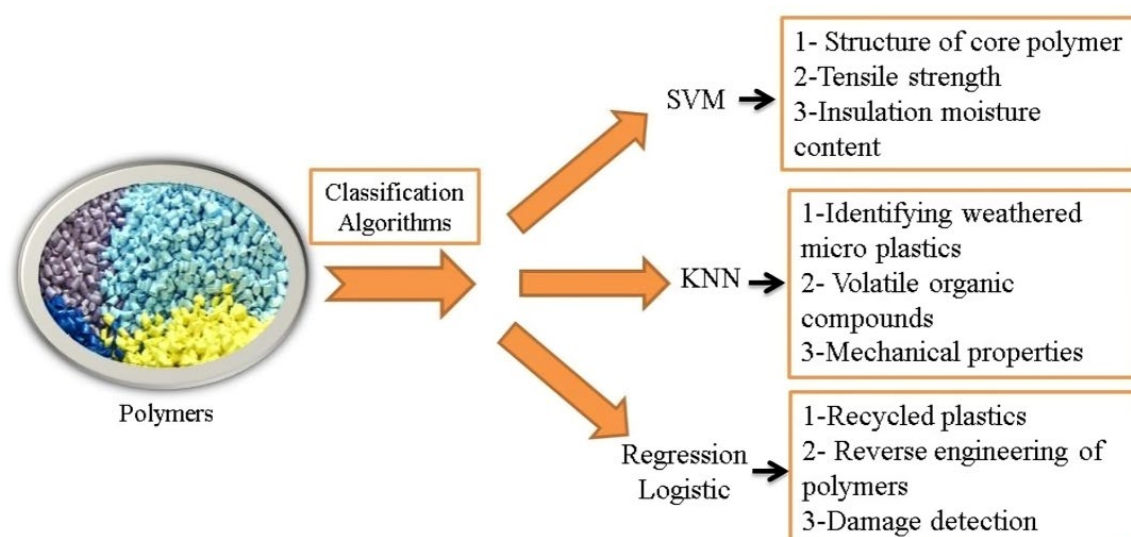 Polymers
Classification
Algorithms
SVM
1- Structure of core polymer
2-Tensile strength
3-Insulation moisture
content
KNN
1-Identifying weathered
micro plastics
2- Volatile organic
compounds
3-Mechanical properties
Regression
Logistic
1-Recycled plastics
2- Reverse engineering of
polymers
3-Damage detection